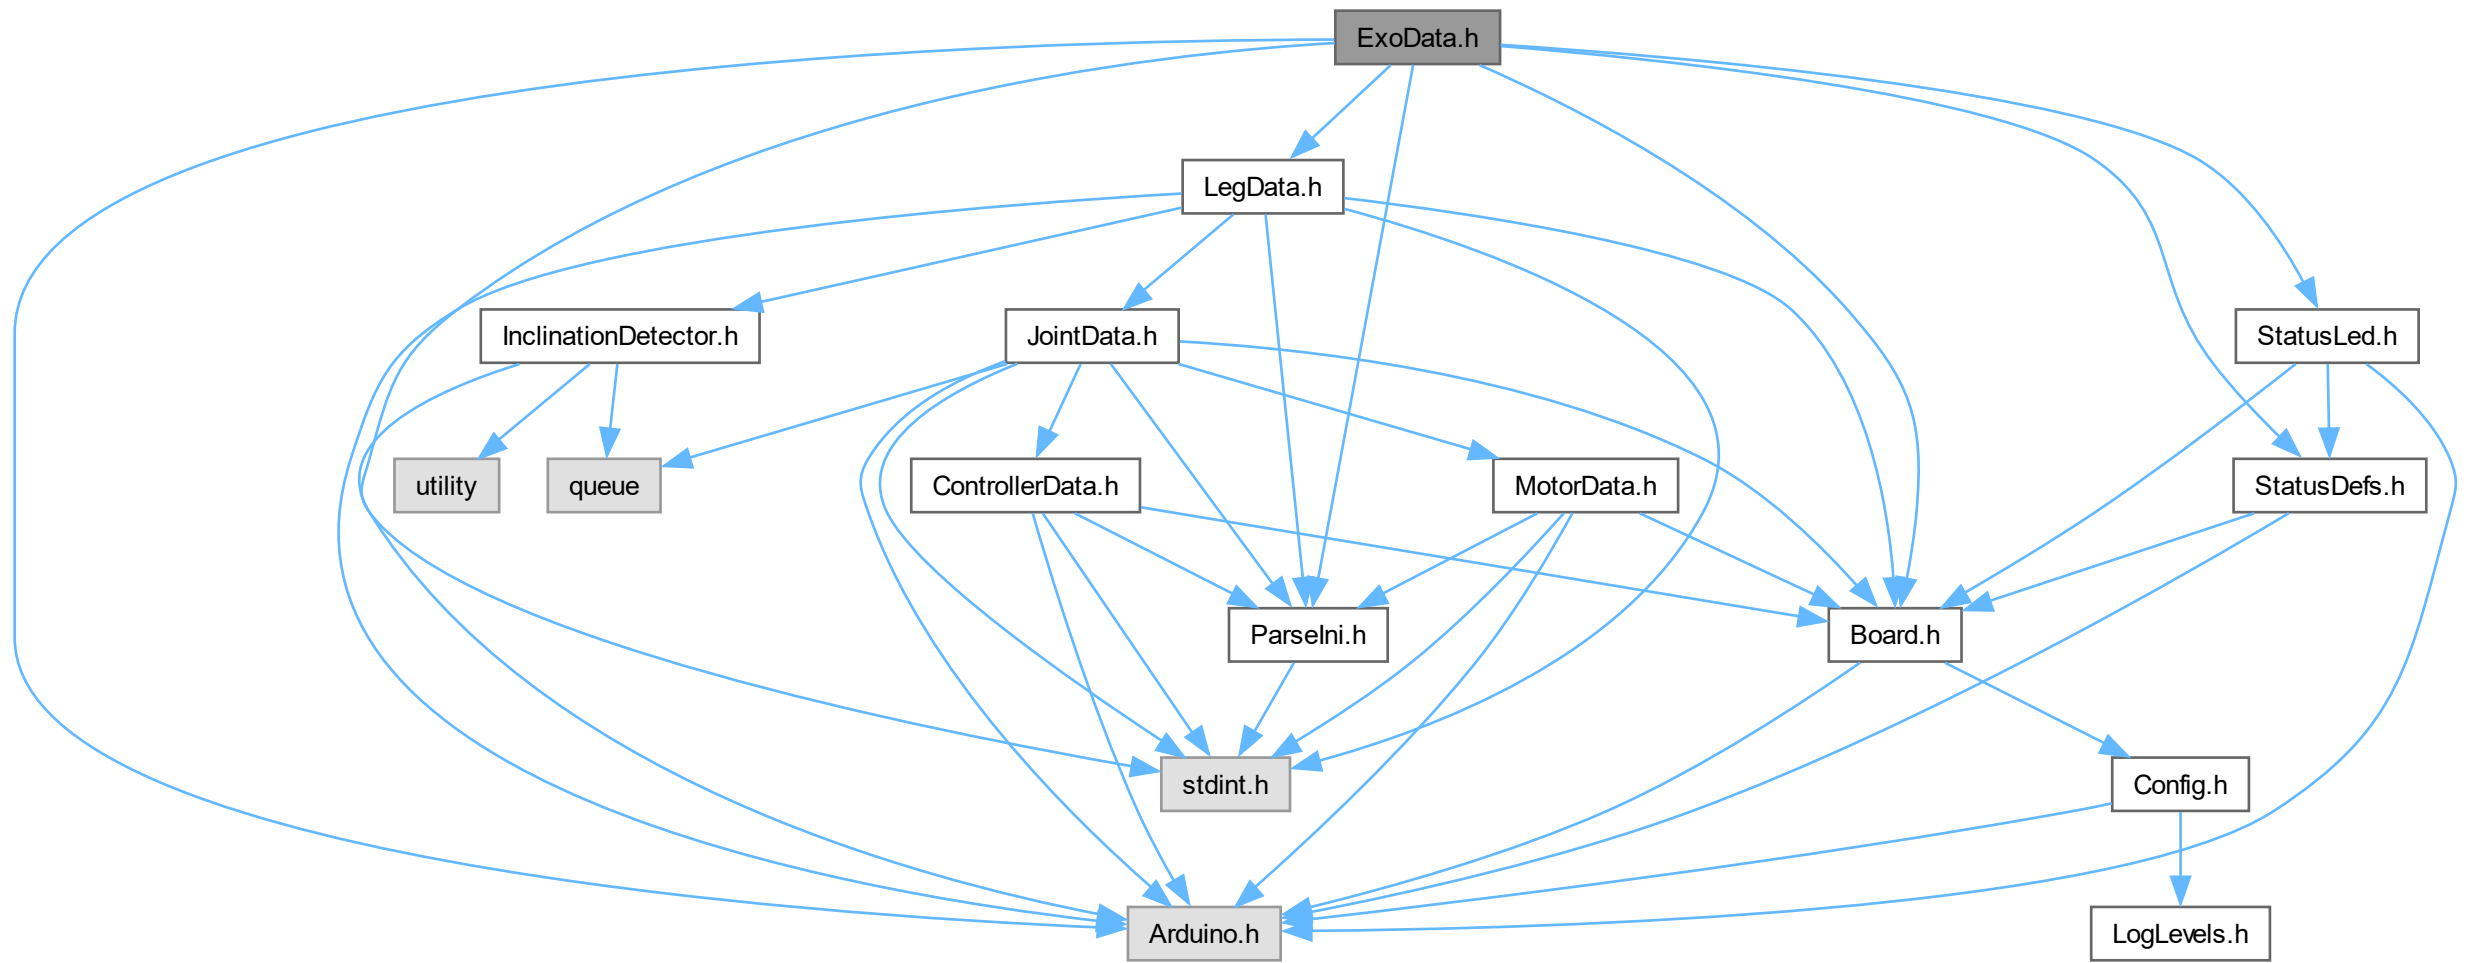 ExoData.h
LegData.h
InclinationDetector.h
JointData.h
StatusLed.h
utility
queue
ControllerData.h
MotorData.h
StatusDefs.h
ParseIni.h
Board.h
stdint.h
Config.h
Arduino.h
LogLevels.h